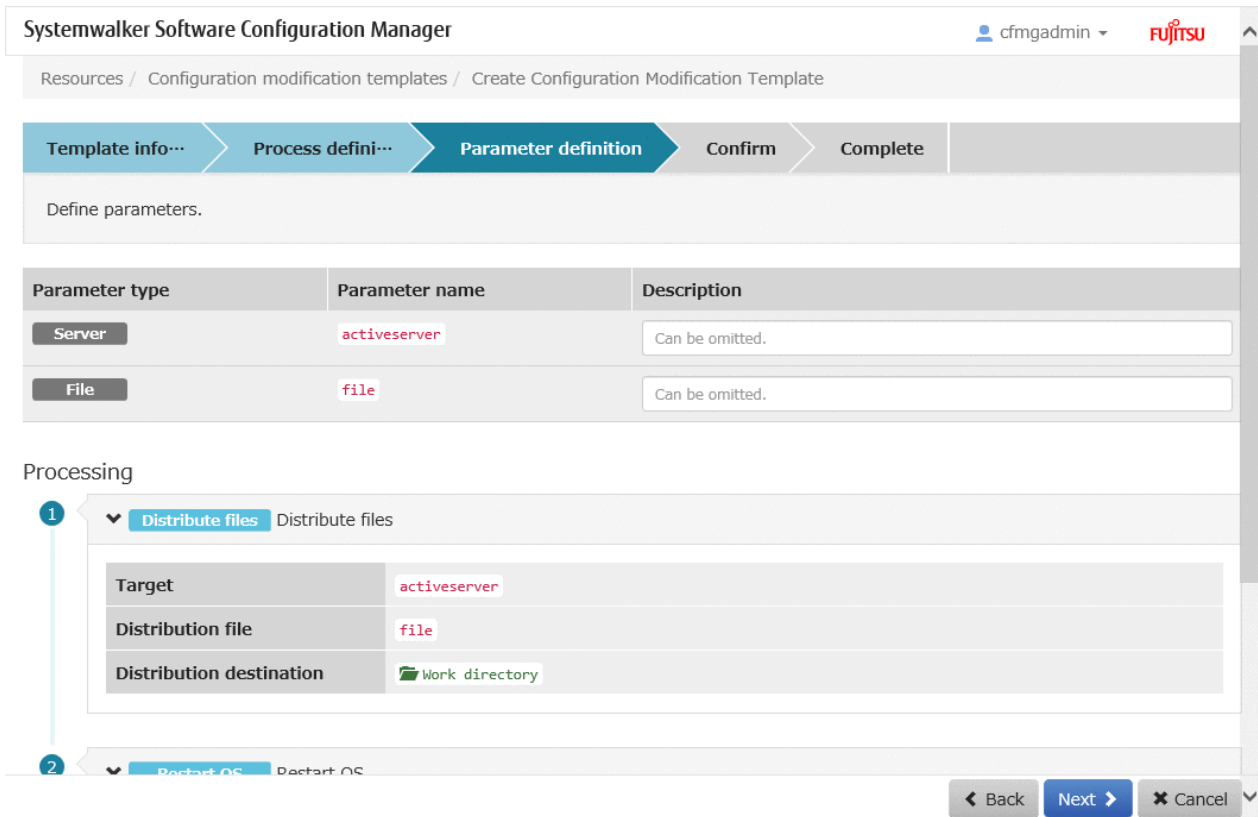 Systemwalker Software Configuration Manager
cfmgadmin
FUJITSU
Resources / Configuration modification templates / Create Configuration Modification Template
Template info··· Process defini··· Parameter definition Confirm Complete
Define parameters.
Parameter type Parameter name Description
Server activeserver Can be omitted.
File file Can be omitted.
Processing
1 Distribute files Distribute files
Target activeserver
Distribution file file
Distribution destination Work directory
2 Restart OS Restart OS
Back Next Cancel